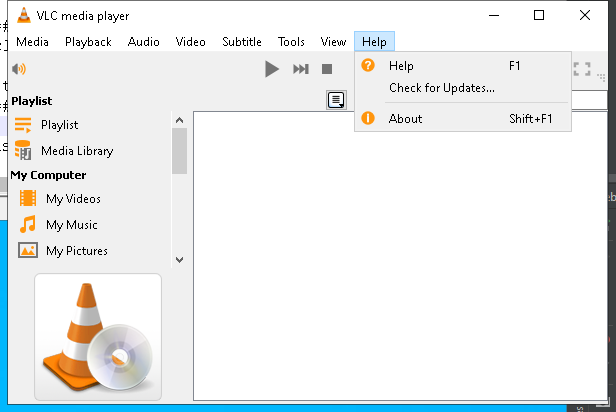 VLC media player
Media Playback Audio Video Subtitle Tools View Help
Help F1
Check for Updates...
About Shift+F1
Playlist
Playlist
Media Library
My Computer
My Videos
My Music
My Pictures